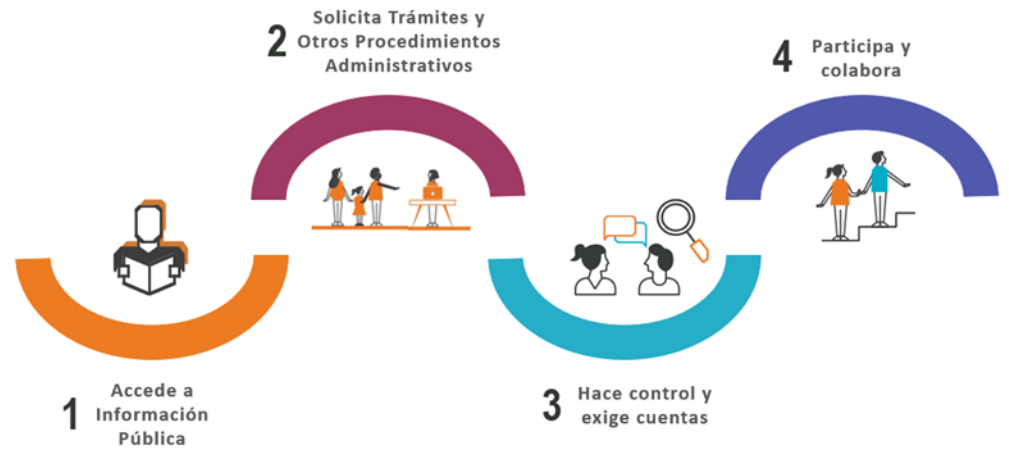 1
Accede a
Información
Pública
2
Solicita Trámites y
Otros Procedimientos
Administrativos
3
Hace control y
exige cuentas
4
Participa y
colabora